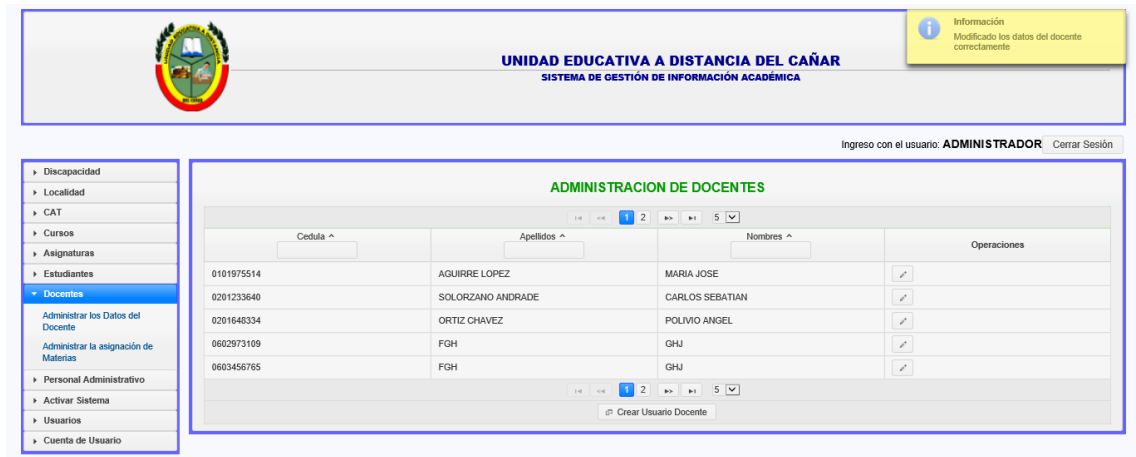 Información
Modificado los datos del docente
correctamente
UNIDAD EDUCATIVA A DISTANCIA DEL CAÑAR
SISTEMA DE GESTIÓN DE INFORMACIÓN ACADÉMICA
Ingreso con el usuario: ADMINISTRADOR Cerrar Sesión
Discapacidad
Localidad
CAT
Cursos
Asignaturas
Estudiantes
Docentes
Administrar los Datos del
Docente
Administrar la asignación de
Materias
Personal Administrativo
Activar Sistema
Usuarios
Cuenta de Usuario
ADMINISTRACION DE DOCENTES
1 2 5
Cedula Apellidos Nombres Operaciones
0101975514 AGUIRRE LOPEZ MARIA JOSE
0201233640 SOLORZANO ANDRADE CARLOS SEBATIAN
0201648334 ORTIZ CHAVEZ POLIVIO ANGEL
0602973109 FGH GHJ
0603456765 FGH GHJ
1 2 5
Crear Usuario Docente